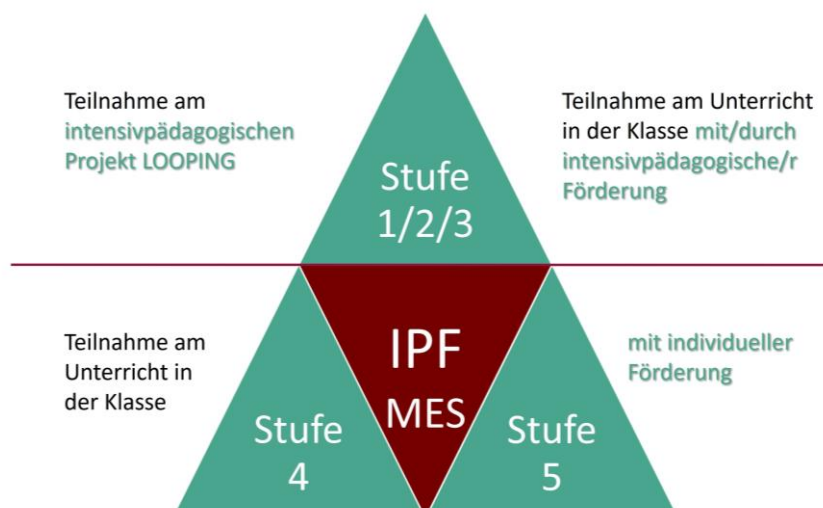 Teilnahme am
intensivpädagogischen
Projekt LOOPING
Teilnahme am Unterricht
in der Klasse mit/durch
intensivpädagogische/r
Förderung
Stufe
1/2/3
Teilnahme am
Unterricht in
der Klasse
IPF
MES
mit individueller
Förderung
Stufe
4
Stufe
5